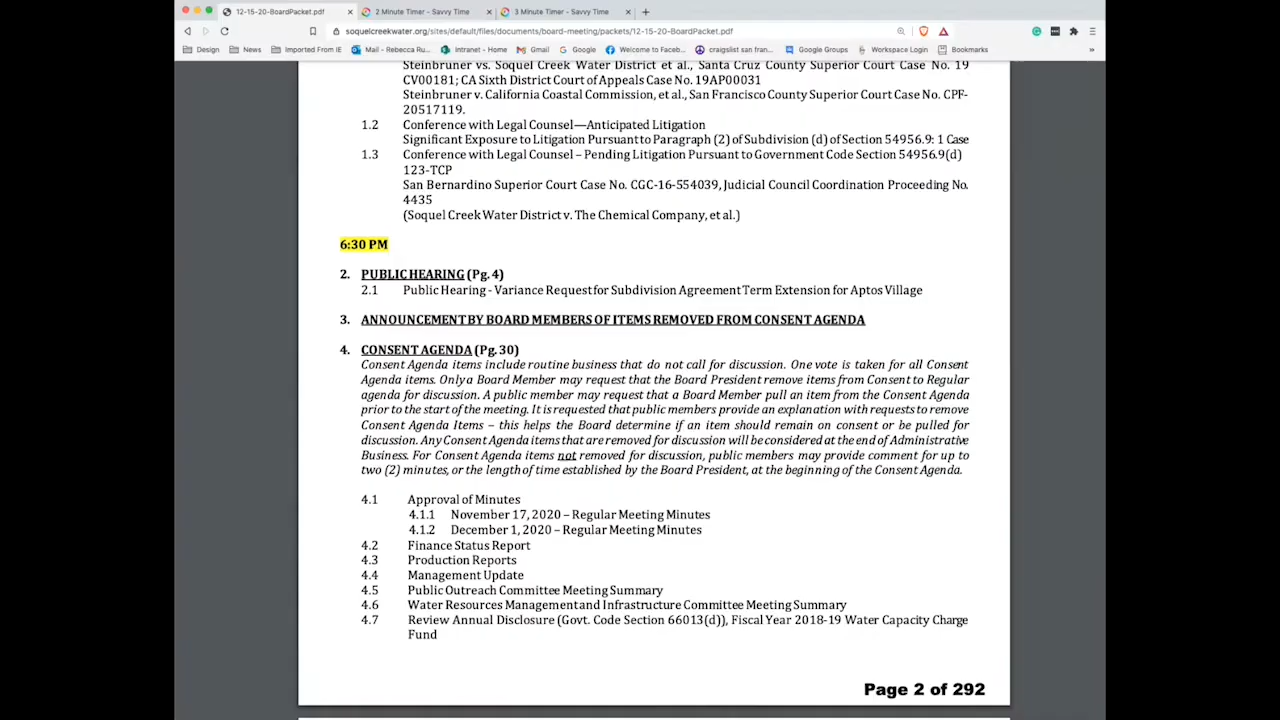 12-15-20-BoardPacket.pdf
2 Minute Timer - Savvy Time
3 Minute Timer - Savvy Time
soquelcreekwater.org/sites/default/files/documents/board-meeting/packets/12-15-20-BoardPacket.pdf
Design News Imported From IE Mail - Rebecca Ru... Intranet - Home Gmail Google Welcome to Faceb... craigslist san fran... Google Groups Workspace Login Bookmarks »
Steinbruner vs. Soquel Creek Water District et al., Santa Cruz County Superior Court Case No. 19
CV00181; CA Sixth District Court of Appeals Case No. 19AP00031
Steinbruner v. California Coastal Commission, et al., San Francisco County Superior Court Case No. CPF-
20517119.
1.2 Conference with Legal Counsel—Anticipated Litigation
Significant Exposure to Litigation Pursuant to Paragraph (2) of Subdivision (d) of Section 54956.9: 1 Case
1.3 Conference with Legal Counsel – Pending Litigation Pursuant to Government Code Section 54956.9(d)
123-TCP
San Bernardino Superior Court Case No. CGC-16-554039, Judicial Council Coordination Proceeding No.
4435
(Soquel Creek Water District v. The Chemical Company, et al.)
6:30 PM
2. PUBLIC HEARING (Pg. 4)
2.1 Public Hearing - Variance Request for Subdivision Agreement Term Extension for Aptos Village
3. ANNOUNCEMENT BY BOARD MEMBERS OF ITEMS REMOVED FROM CONSENT AGENDA
4. CONSENT AGENDA (Pg. 30)
Consent Agenda items include routine business that do not call for discussion. One vote is taken for all Consent
Agenda items. Only a Board Member may request that the Board President remove items from Consent to Regular
agenda for discussion. A public member may request that a Board Member pull an item from the Consent Agenda
prior to the start of the meeting. It is requested that public members provide an explanation with requests to remove
Consent Agenda Items – this helps the Board determine if an item should remain on consent or be pulled for
discussion. Any Consent Agenda items that are removed for discussion will be considered at the end of Administrative
Business. For Consent Agenda items not removed for discussion, public members may provide comment for up to
two (2) minutes, or the length of time established by the Board President, at the beginning of the Consent Agenda.
4.1 Approval of Minutes
4.1.1 November 17, 2020 – Regular Meeting Minutes
4.1.2 December 1, 2020 – Regular Meeting Minutes
4.2 Finance Status Report
4.3 Production Reports
4.4 Management Update
4.5 Public Outreach Committee Meeting Summary
4.6 Water Resources Management and Infrastructure Committee Meeting Summary
4.7 Review Annual Disclosure (Govt. Code Section 66013(d)), Fiscal Year 2018-19 Water Capacity Charge
Fund
Page 2 of 292